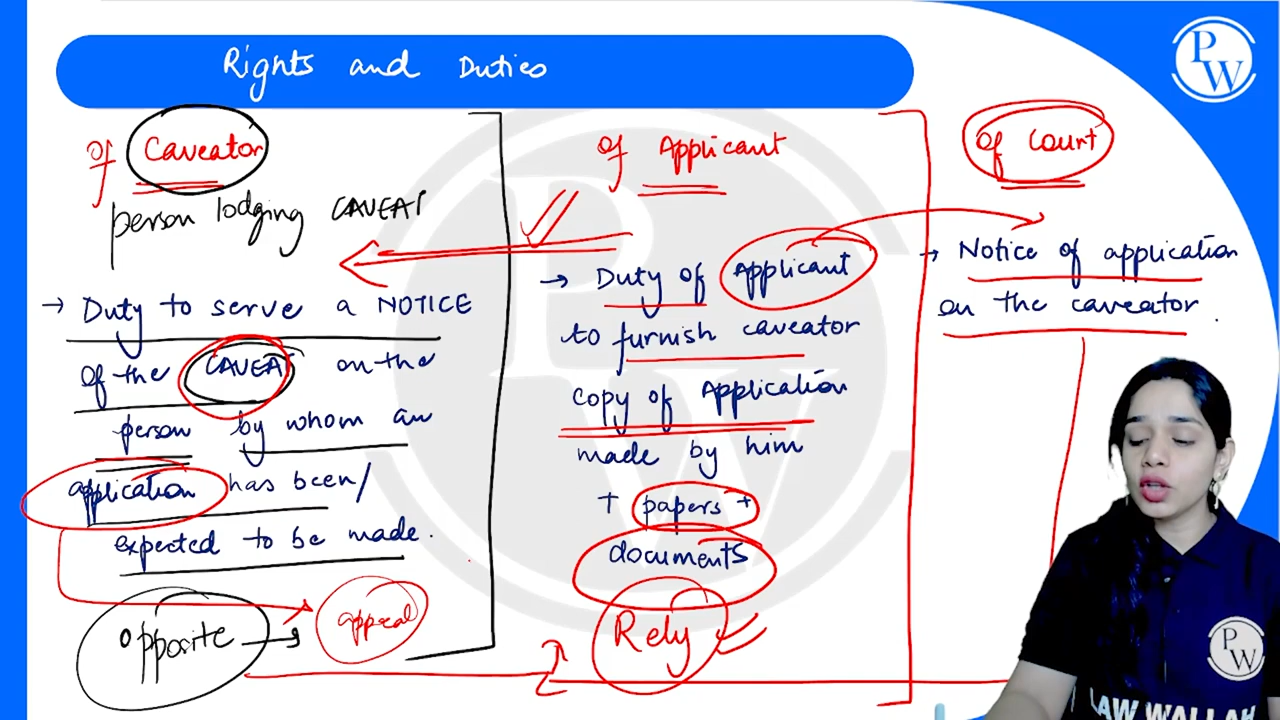 Rights and Duties
PW
of Caveator
person lodging CAVEAT
→ Duty to serve a NOTICE
of the CAVEAT on the
person by whom an
application has been/
expected to be made.
opposite → appeal
of Applicant
→ Duty of Applicant
to furnish caveator
copy of Application
made by him
+ papers +
documents
Rely
of Court
→ Notice of application
on the caveator.
PW
LAW WALLAH